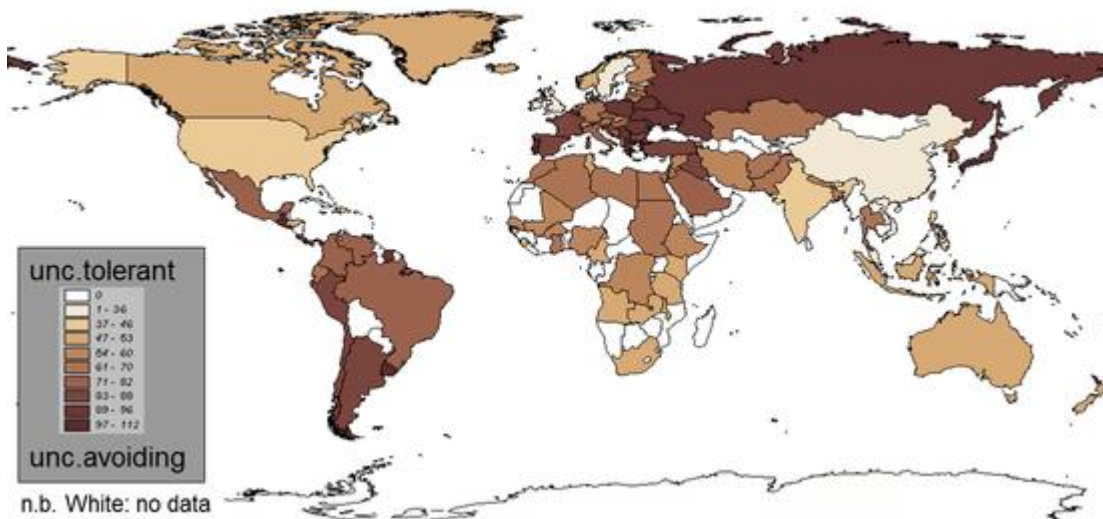 unc.tolerant
0
1 - 36
37 - 46
47 - 53
54 - 60
61 - 70
71 - 82
83 - 88
89 - 96
97 - 112
unc.avoiding
n.b. White: no data